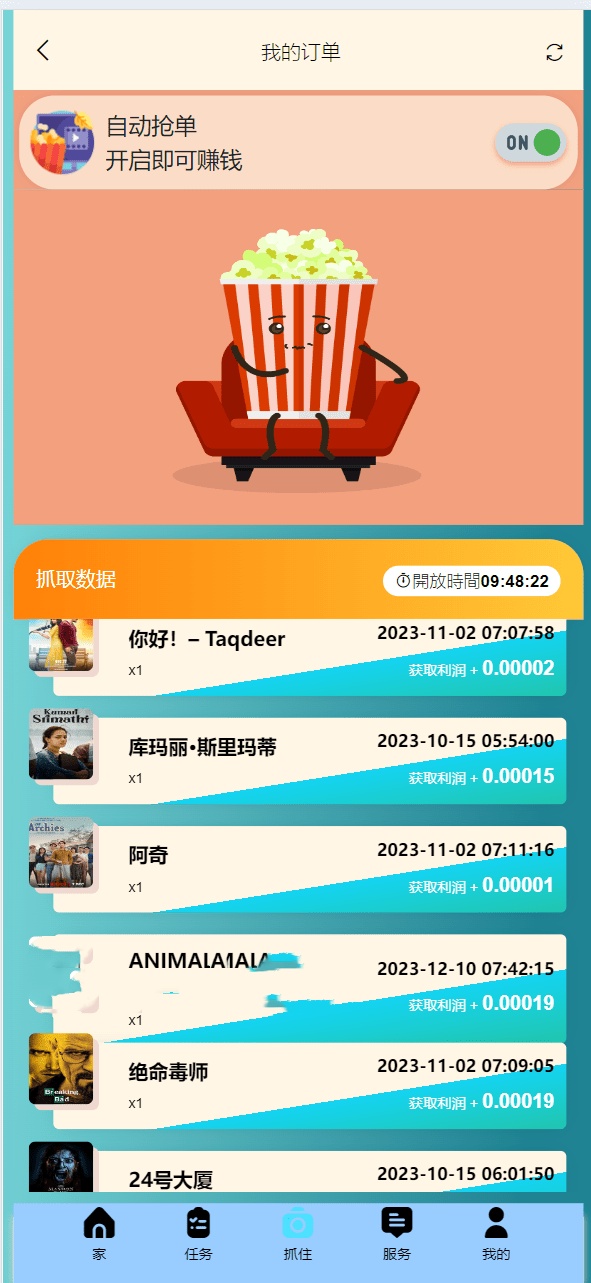 我的订单
自动抢单
开启即可赚钱
ON
抓取数据
開放時間09:48:22
你好！– Taqdeer
2023-11-02 07:07:58
x1
获取利润 + 0.00002
Kumari
Srimathi
库玛丽•斯里玛蒂
2023-10-15 05:54:00
x1
获取利润 + 0.00015
Archies
阿奇
2023-11-02 07:11:16
x1
获取利润 + 0.00001
2023-12-10 07:42:15
x1
获取利润 + 0.00019
Breaking
Bad
绝命毒师
2023-11-02 07:09:05
x1
获取利润 + 0.00019
24号大厦
2023-10-15 06:01:50
家
任务
抓住
服务
我的